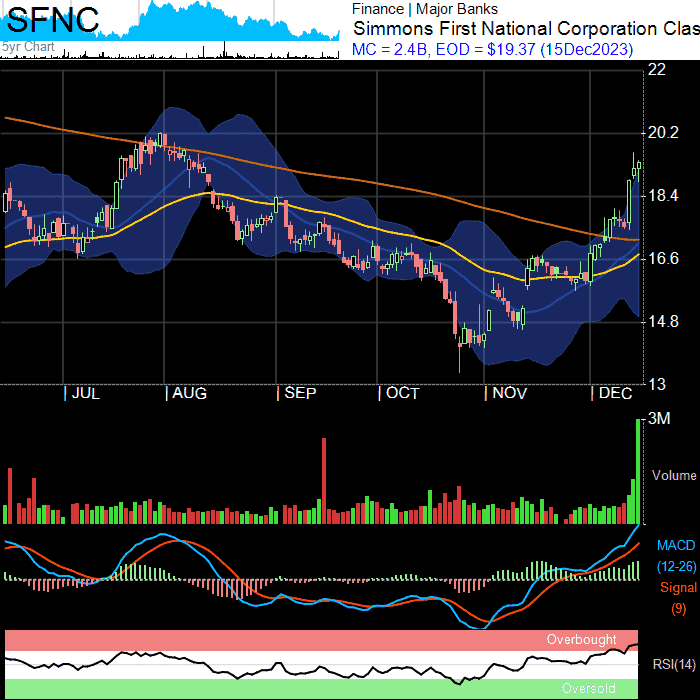 SFNC
5yr Chart
Finance | Major Banks
Simmons First National Corporation Clas
MC = 2.4B, EOD = $19.37 (15Dec2023)
22
20.2
18.4
16.6
14.8
13
| JUL | AUG | SEP | OCT | NOV | DEC
3M
Volume
MACD
(12-26)
Signal
(9)
Overbought
RSI(14)
Oversold